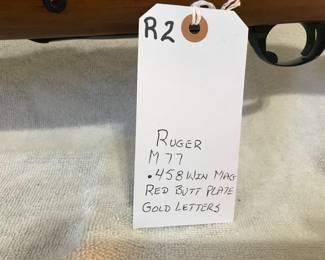 R2
RUGER
M77
.458 WIN MAG
RED BUTT PLATE
GOLD LETTERS